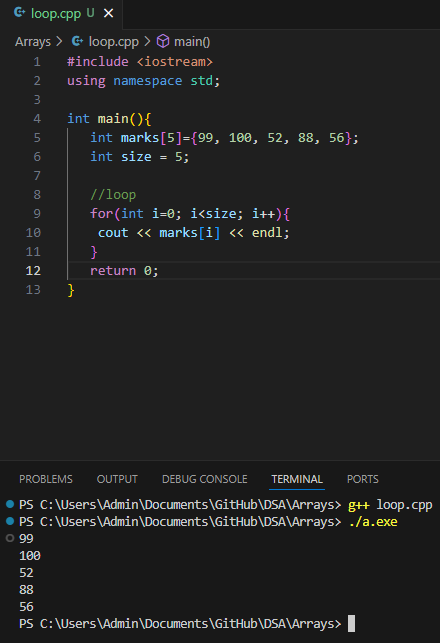 loop.cpp U
Arrays > loop.cpp > main()
1 #include <iostream>
2 using namespace std;
3
4 int main(){
5 int marks[5]={99, 100, 52, 88, 56};
6 int size = 5;
7
8 //loop
9 for(int i=0; i<size; i++){
10 cout << marks[i] << endl;
11 }
12 return 0;
13 }
PROBLEMS OUTPUT DEBUG CONSOLE TERMINAL PORTS
PS C:\Users\Admin\Documents\GitHub\DSA\Arrays> g++ loop.cpp
PS C:\Users\Admin\Documents\GitHub\DSA\Arrays> ./a.exe
99
100
52
88
56
PS C:\Users\Admin\Documents\GitHub\DSA\Arrays>